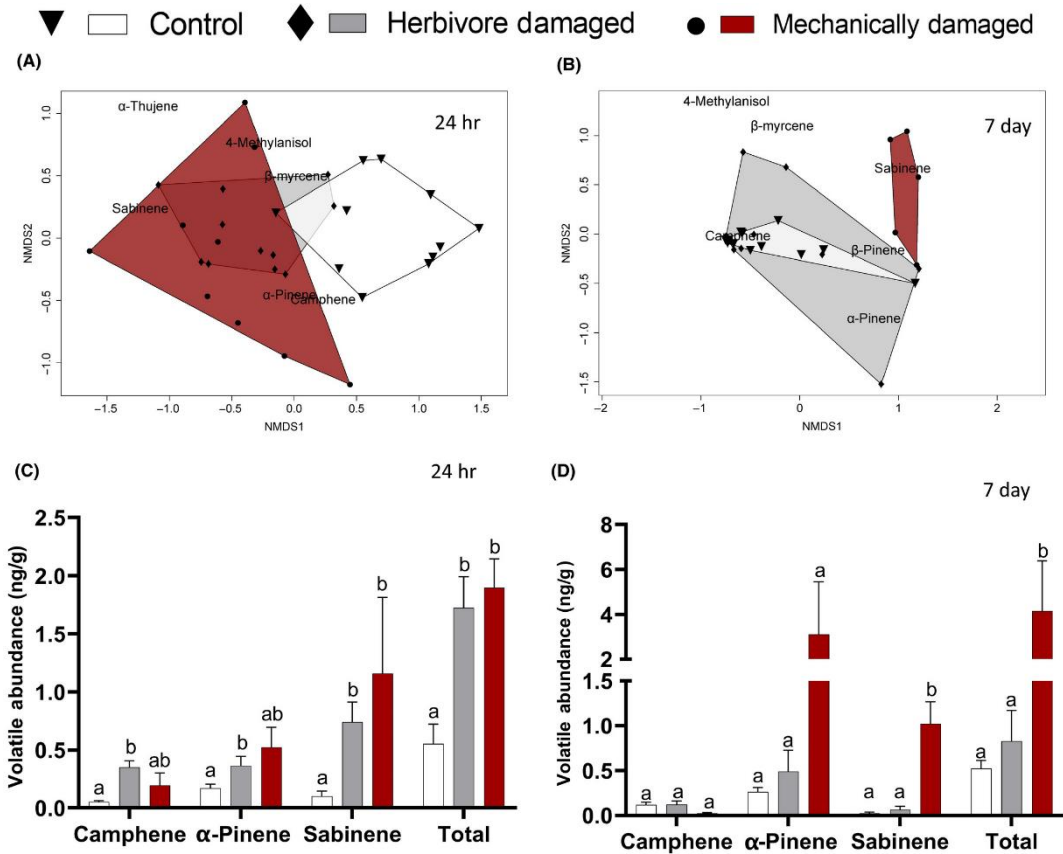 Control Herbivore damaged Mechanically damaged
(A)
24 hr
α-Thujene
4-Methylanisol
β-myrcene
Sabinene
α-Pinene
Camphene
NMDS2
1.0
0.5
0.0
−0.5
−1.0
−1.5 −1.0 −0.5 0.0 0.5 1.0 1.5
NMDS1
(B)
7 day
4-Methylanisol
β-myrcene
Sabinene
Camphene
β-Pinene
α-Pinene
NMDS2
1.0
0.5
0.0
−0.5
−1.0
−1.5
−2 −1 0 1 2
NMDS1
(C)
24 hr
Volatile abundance (ng/g)
2.5
2.0
1.5
1.0
0.5
0.0
a b ab
a b ab
a b b
a b b
Camphene α-Pinene Sabinene Total
(D)
7 day
Volatile abundance (ng/g)
8
6
4
2
1.5
1.0
0.5
0.0
a a a
a a a
a a b
a a b
Camphene α-Pinene Sabinene Total